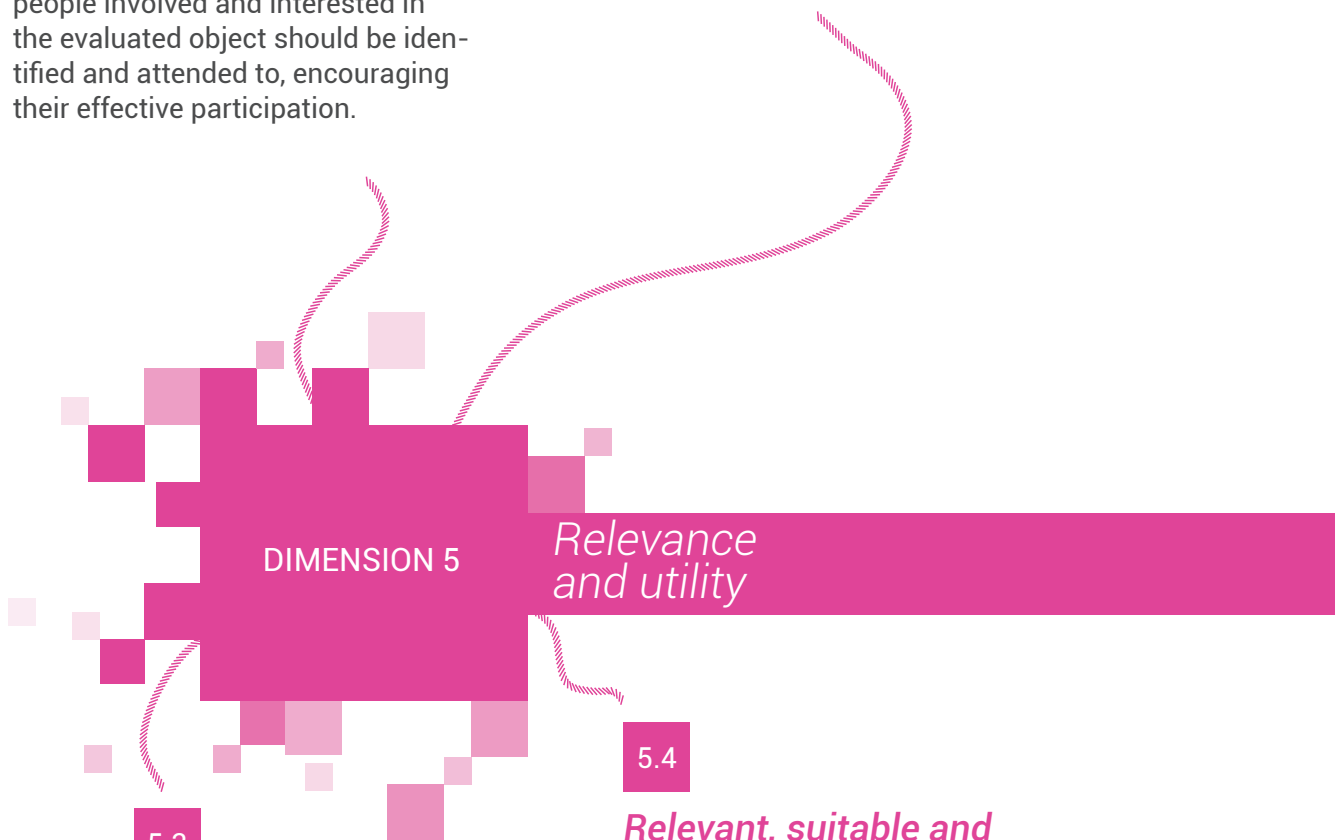 people involved and interested in
the evaluated object should be iden-
tified and attended to, encouraging
their effective participation.
DIMENSION 5
Relevance
and utility
5.4
Relevant, suitable and